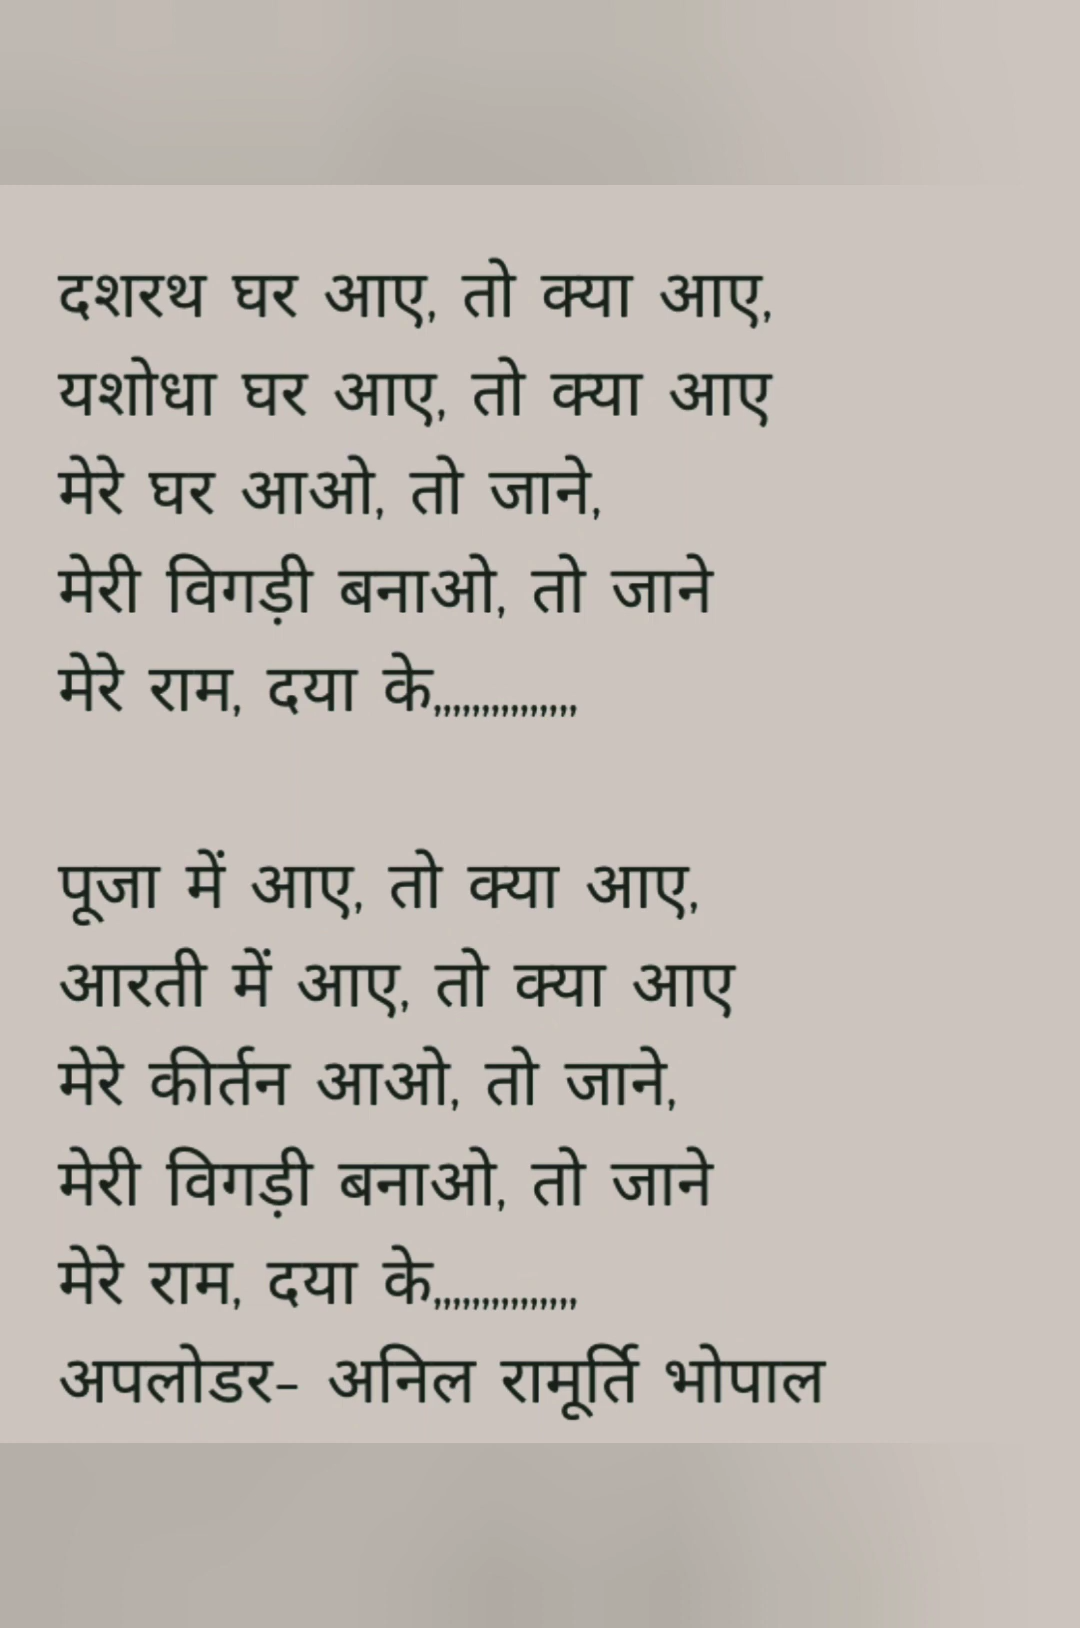 दशरथ घर आए, तो क्या आए,
यशोधा घर आए, तो क्या आए
मेरे घर आओ, तो जाने,
मेरी विगड़ी बनाओ, तो जाने
मेरे राम, दया के,,,,,,,,,,,,,,,
पूजा में आए, तो क्या आए,
आरती में आए, तो क्या आए
मेरे कीर्तन आओ, तो जाने,
मेरी विगड़ी बनाओ, तो जाने
मेरे राम, दया के,,,,,,,,,,,,,,,
अपलोडर- अनिल रामूर्ति भोपाल